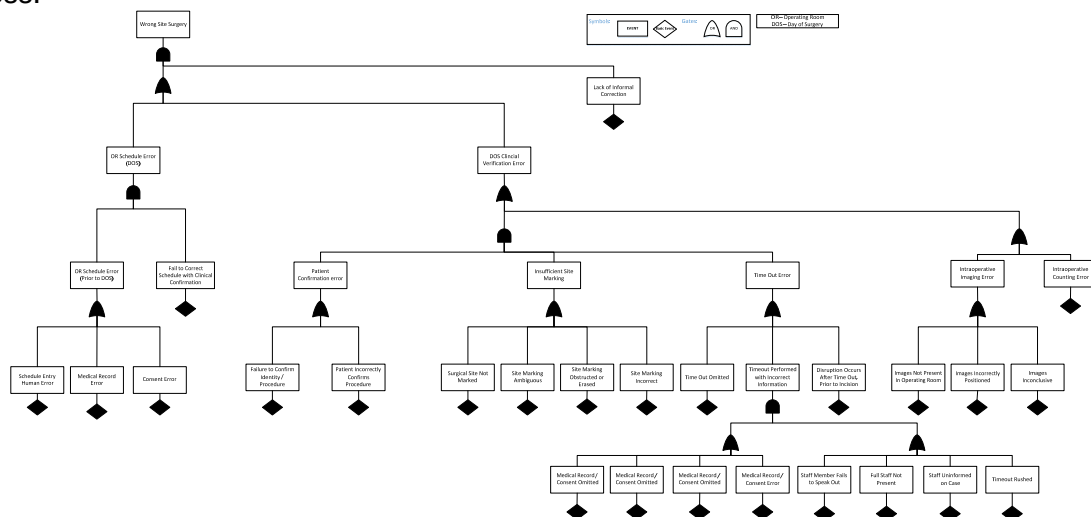 Wrong Site Surgery
Symbols:
EVENT
Basic Event
Gates:
OR
AND
OR—Operating Room
DOS—Day of Surgery
Lack of Informal
Correction
OR Schedule Error
(DOS)
DOS Clincial
Verification Error
OR Schedule Error
(Prior to DOS)
Fail to Correct
Schedule with Clinical
Confirmation
Patient
Confirmation error
Insufficient Site
Marking
Time Out Error
Intraoperative
Imaging Error
Intraoperative
Counting Error
Schedule Entry
Human Error
Medical Record
Error
Consent Error
Failure to Confirm
Identity /
Procedure
Patient Incorrectly
Confirms
Procedure
Surgical Site Not
Marked
Site Marking
Ambiguous
Site Marking
Obstructed or
Erased
Site Marking
Incorrect
Time Out Omitted
Timeout Performed
with Incorrect
Information
Disruption Occurs
After Time Out,
Prior to Incision
Images Not Present
In Operating Room
Images Incorrectly
Positioned
Images
Inconclusive
Medical Record/
Consent Omitted
Medical Record/
Consent Omitted
Medical Record/
Consent Omitted
Medical Record/
Consent Error
Staff Member Fails
to Speak Out
Full Staff Not
Present
Staff Uninformed
on Case
Timeout Rushed